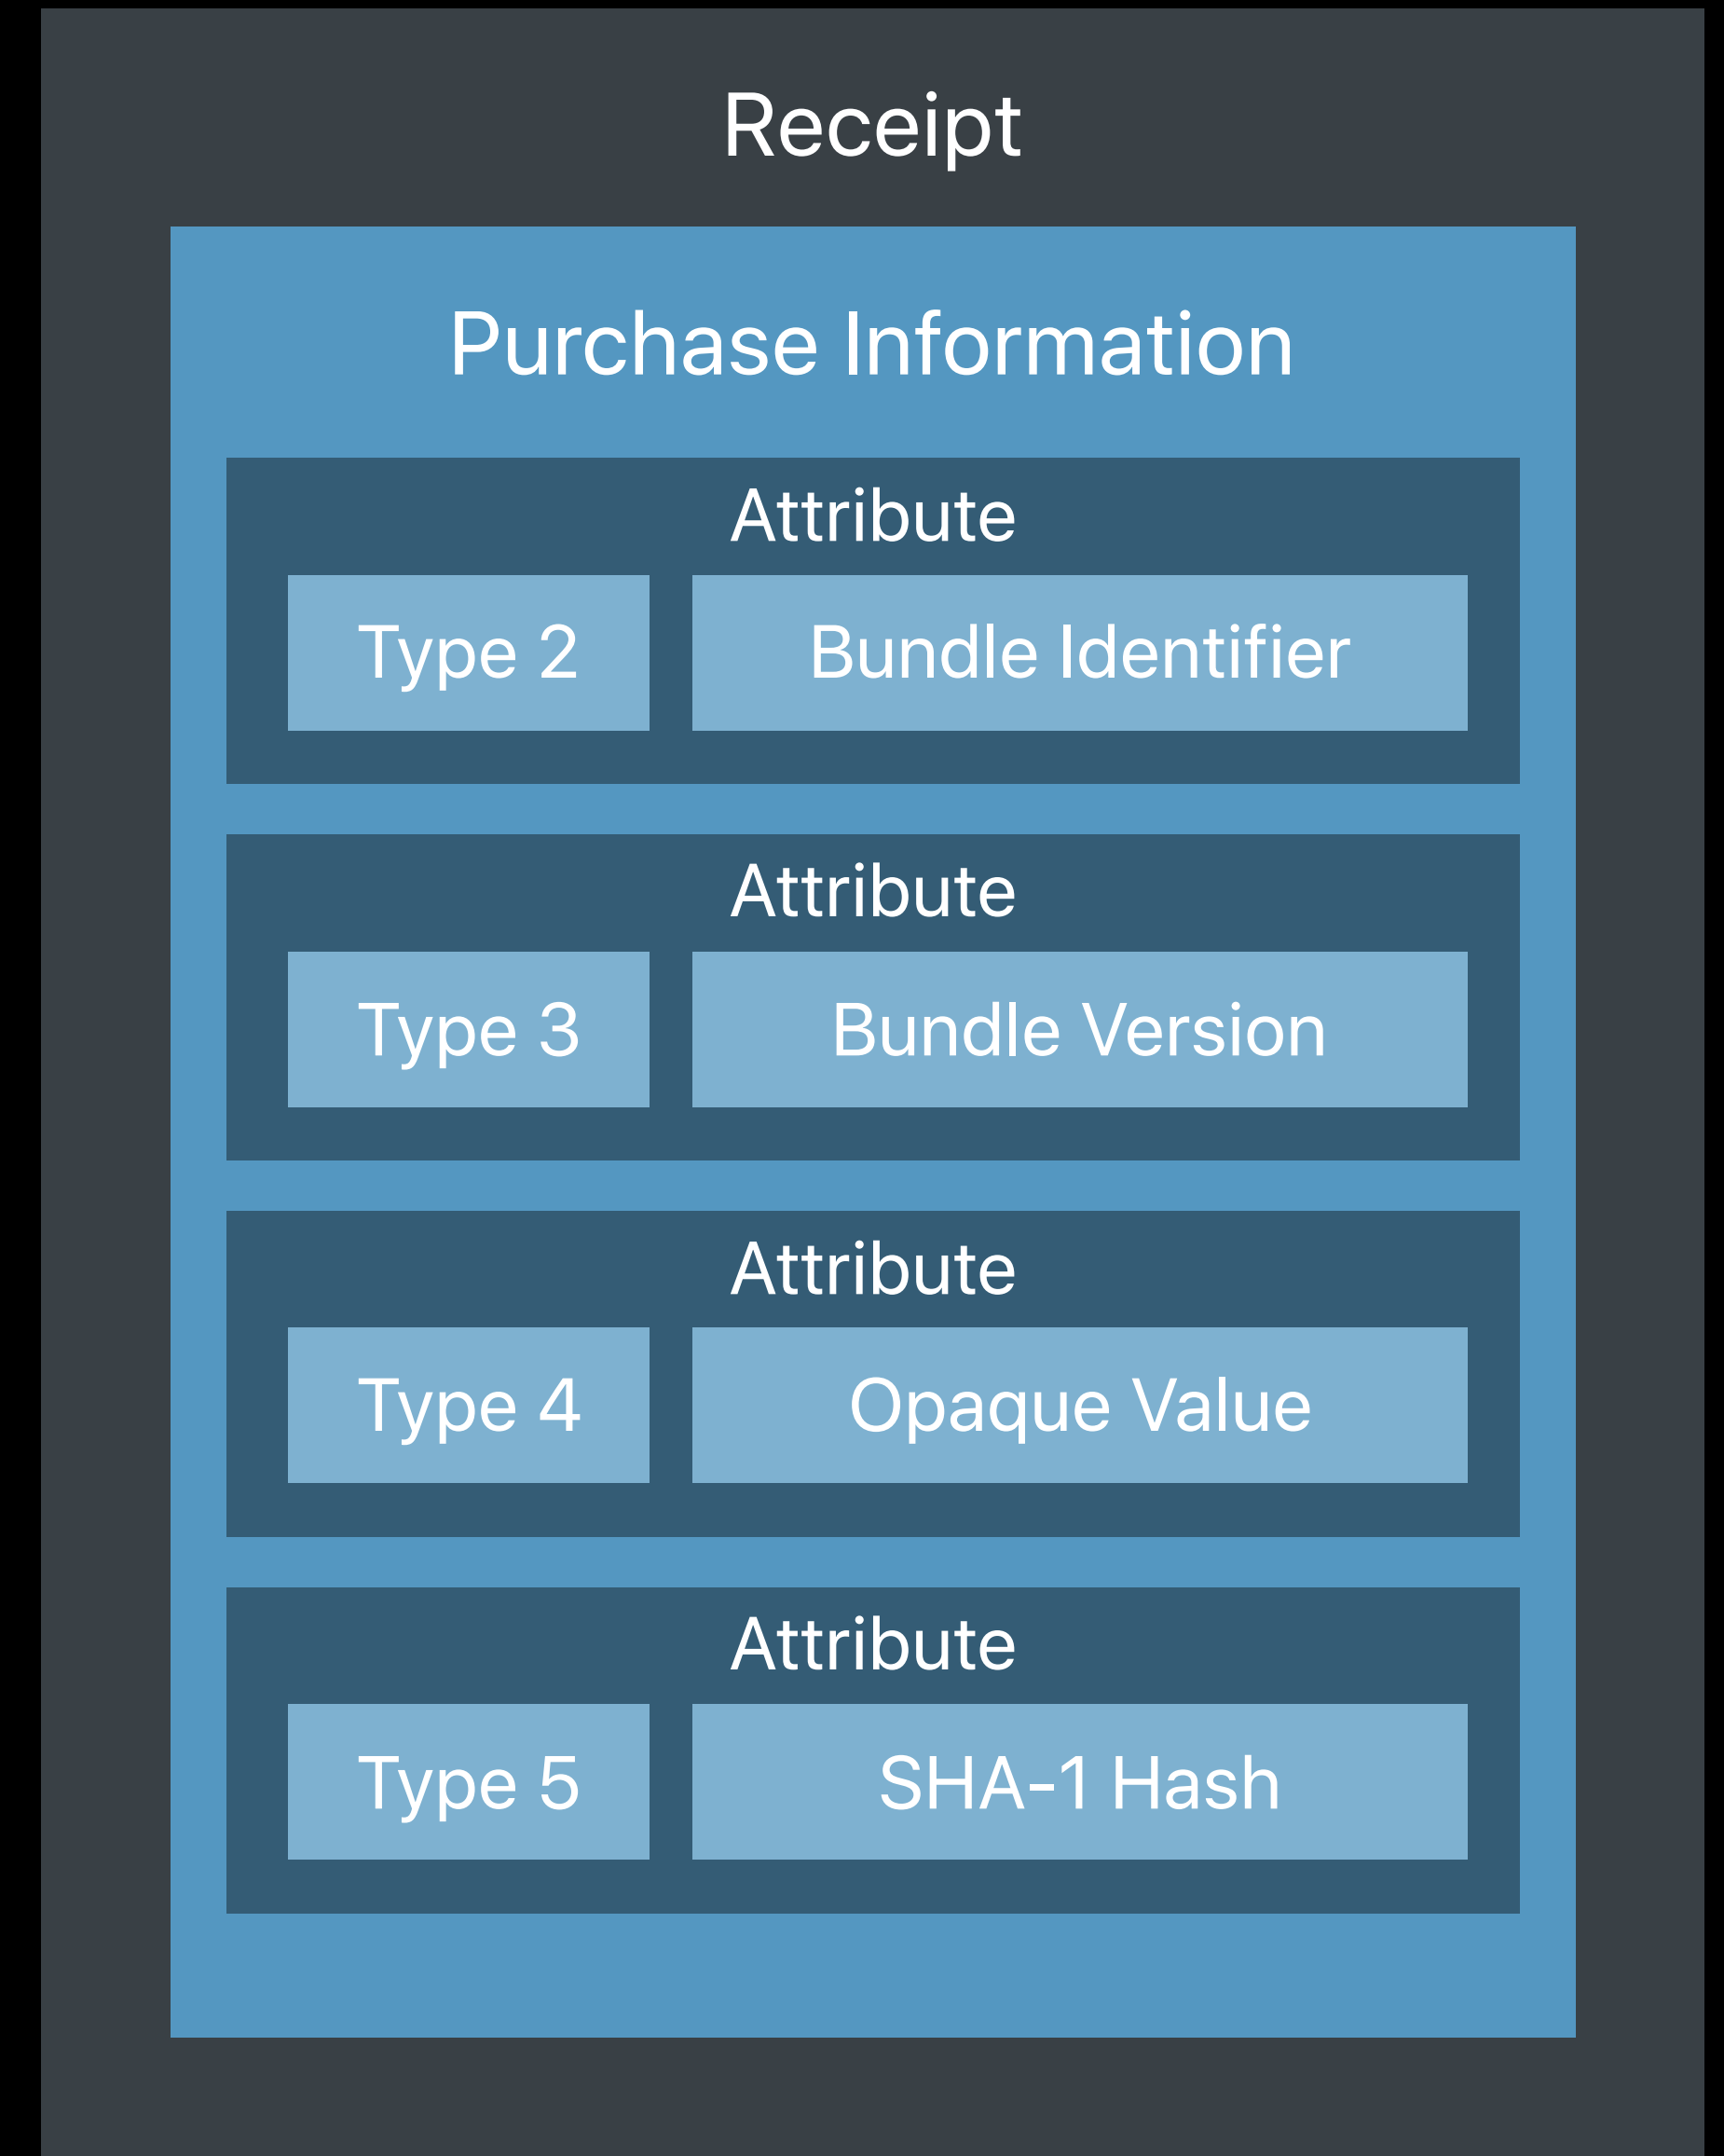 Receipt
Purchase Information
Attribute
Type 2 Bundle Identifier
Attribute
Type 3 Bundle Version
Attribute
Type 4 Opaque Value
Attribute
Type 5 SHA-1 Hash